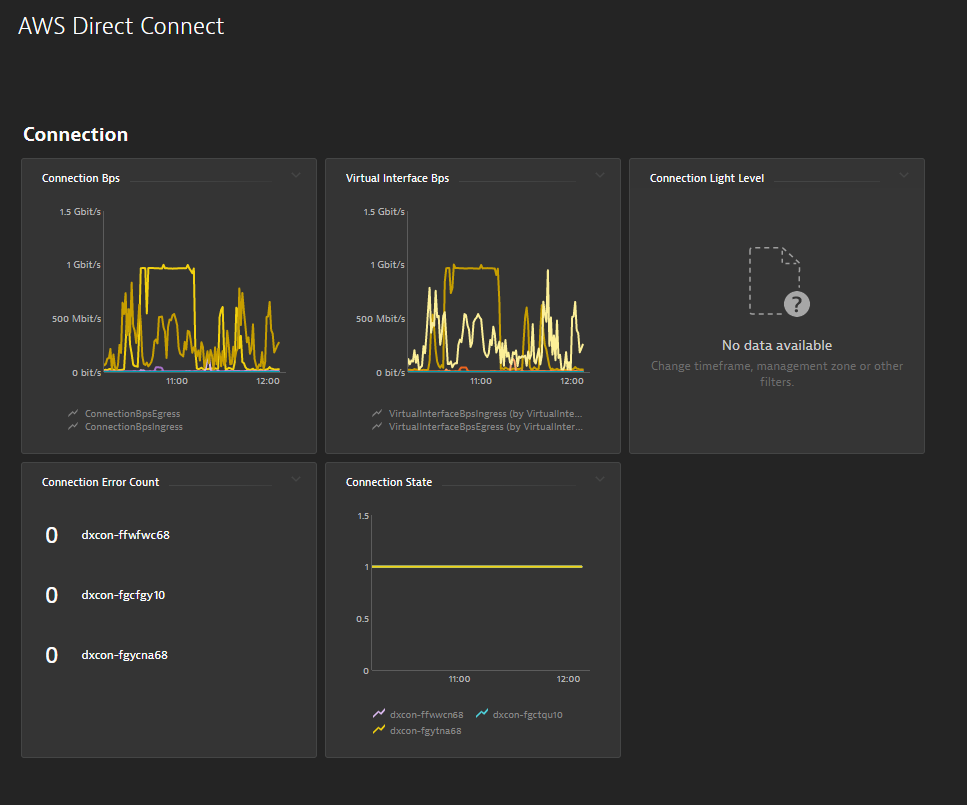 AWS Direct Connect
Connection
Connection Bps
1.5 Gbit/s
1 Gbit/s
500 Mbit/s
0 bit/s
11:00
12:00
ConnectionBpsEgress
ConnectionBpsIngress
Virtual Interface Bps
1.5 Gbit/s
1 Gbit/s
500 Mbit/s
0 bit/s
11:00
12:00
VirtualInterfaceBpsIngress (by VirtualInte...
VirtualInterfaceBpsEgress (by VirtualInter...
Connection Light Level
?
No data available
Change timeframe, management zone or other
filters.
Connection Error Count
0 dxcon-ffwfwc68
0 dxcon-fgcfgy10
0 dxcon-fgycna68
Connection State
1.5
1
0.5
0
11:00
12:00
dxcon-ffwwcn68 dxcon-fgctqu10
dxcon-fgytna68